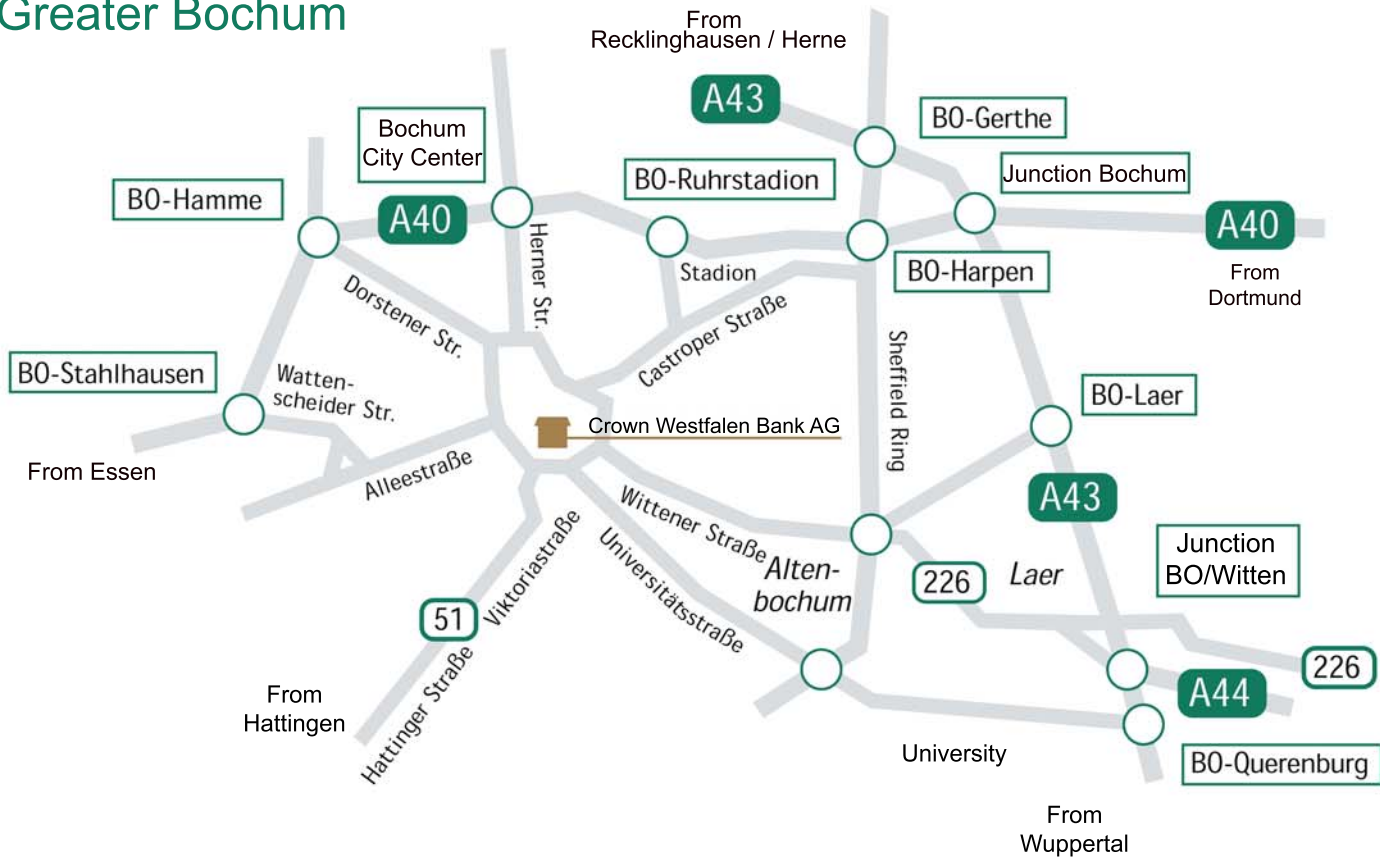 Greater Bochum
From
Recklinghausen / Herne
A43
BO-Gerthe
Bochum
City Center
BO-Ruhrstadion
Junction Bochum
BO-Hamme
A40
A40
From
Dortmund
Herner Str.
Stadion
BO-Harpen
Dorstener Str.
Castroper Straße
Sheffield Ring
BO-Stahlhausen
Watten-
scheider Str.
BO-Laer
Crown Westfalen Bank AG
From Essen
Alleestraße
A43
Wittener Straße
Universitätsstraße
Viktoriastraße
Alten-
bochum
226
Laer
Junction
BO/Witten
51
Hattinger Straße
From
Hattingen
226
A44
University
BO-Querenburg
From
Wuppertal